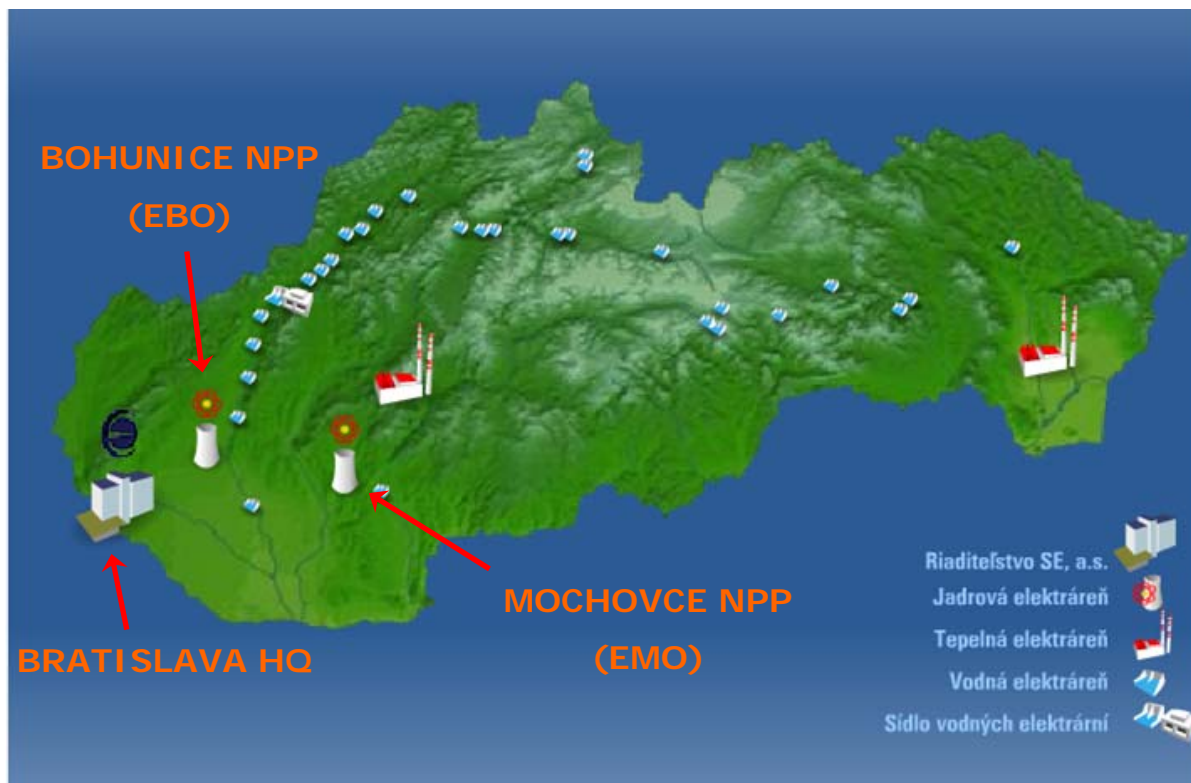 BOHUNICE NPP
(EBO)
MOCHOVCE NPP
(EMO)
BRATISLAVA HQ
Riaditeľstvo SE, a.s.
Jadrová elektráreň
Tepelná elektráreň
Vodná elektráreň
Sídlo vodných elektrární